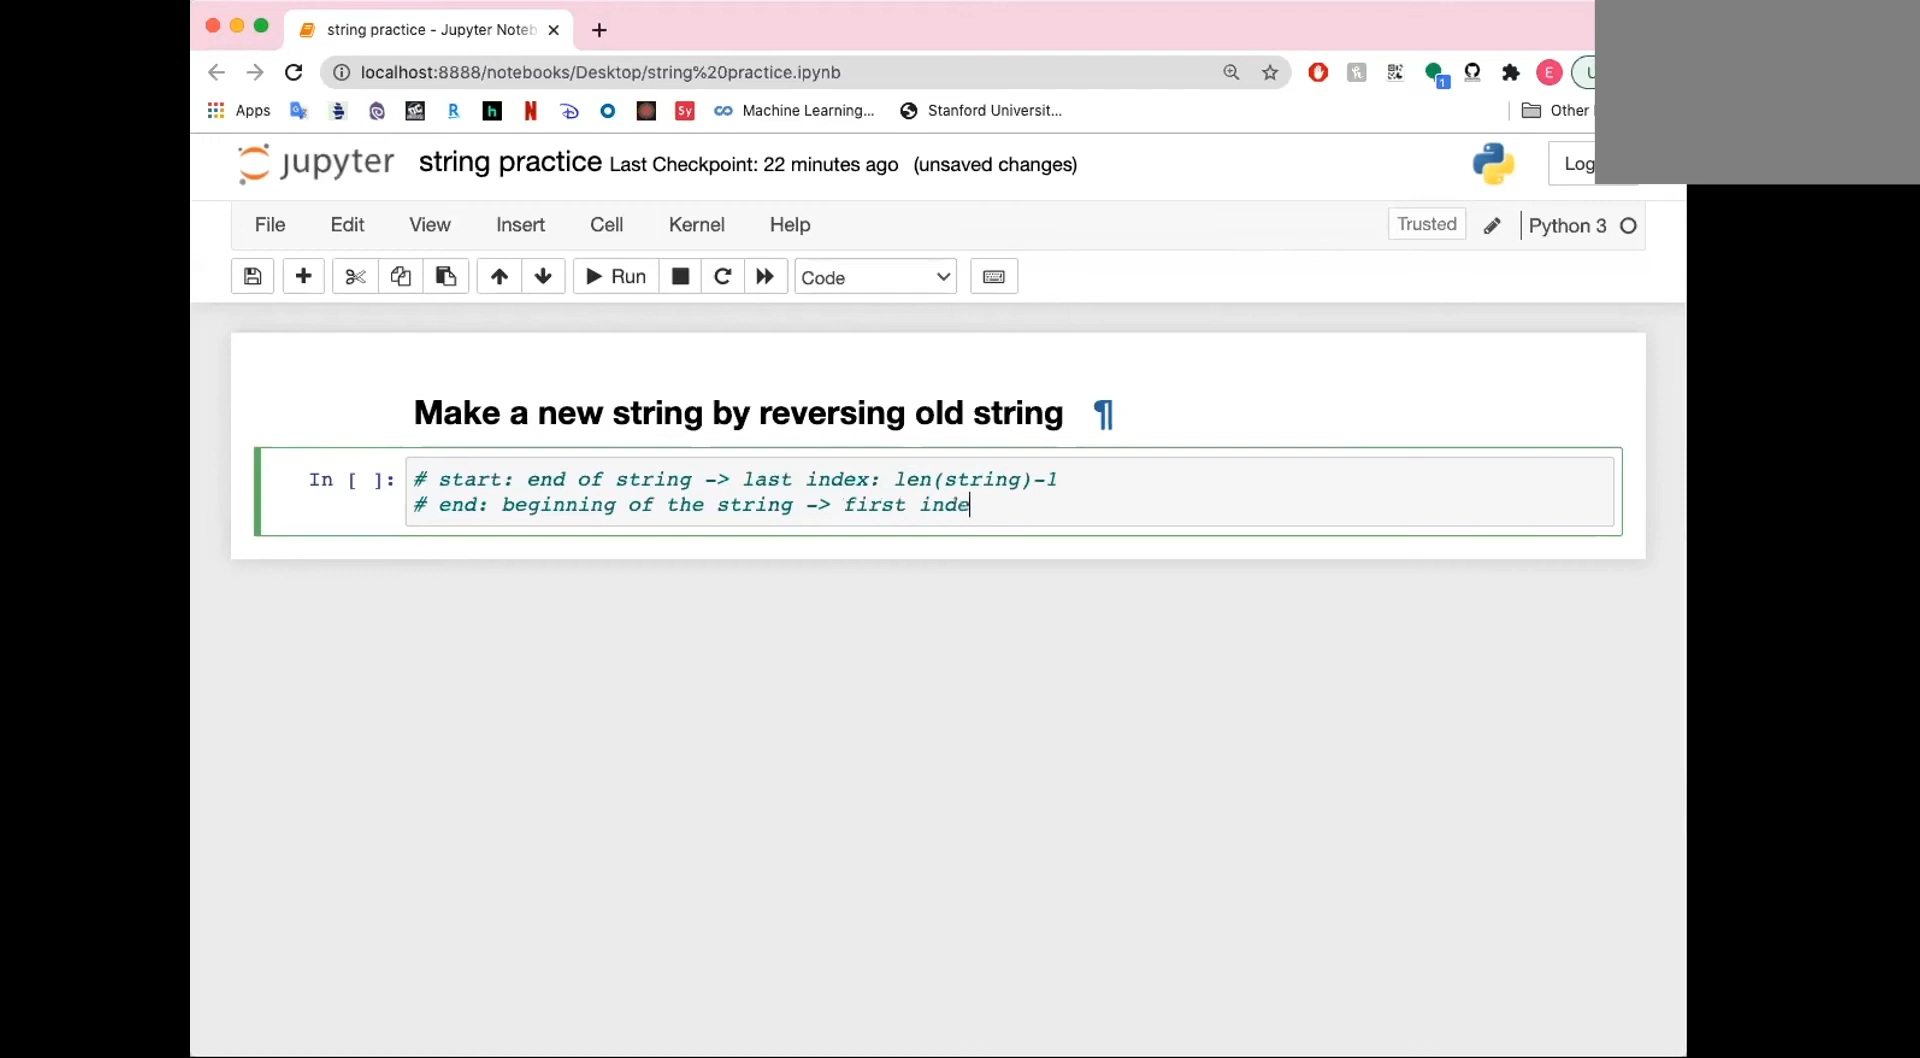 string practice - Jupyter Noteb
localhost:8888/notebooks/Desktop/string%20practice.ipynb
E
U
1
Apps
R
h
N
Sy
Machine Learning...
Stanford Universit...
Other
jupyter string practice Last Checkpoint: 22 minutes ago (unsaved changes)
Log
File Edit View Insert Cell Kernel Help
Trusted
Python 3
Run
Code
Make a new string by reversing old string ¶
In [ ]:
# start: end of string -> last index: len(string)-1
# end: beginning of the string -> first inde